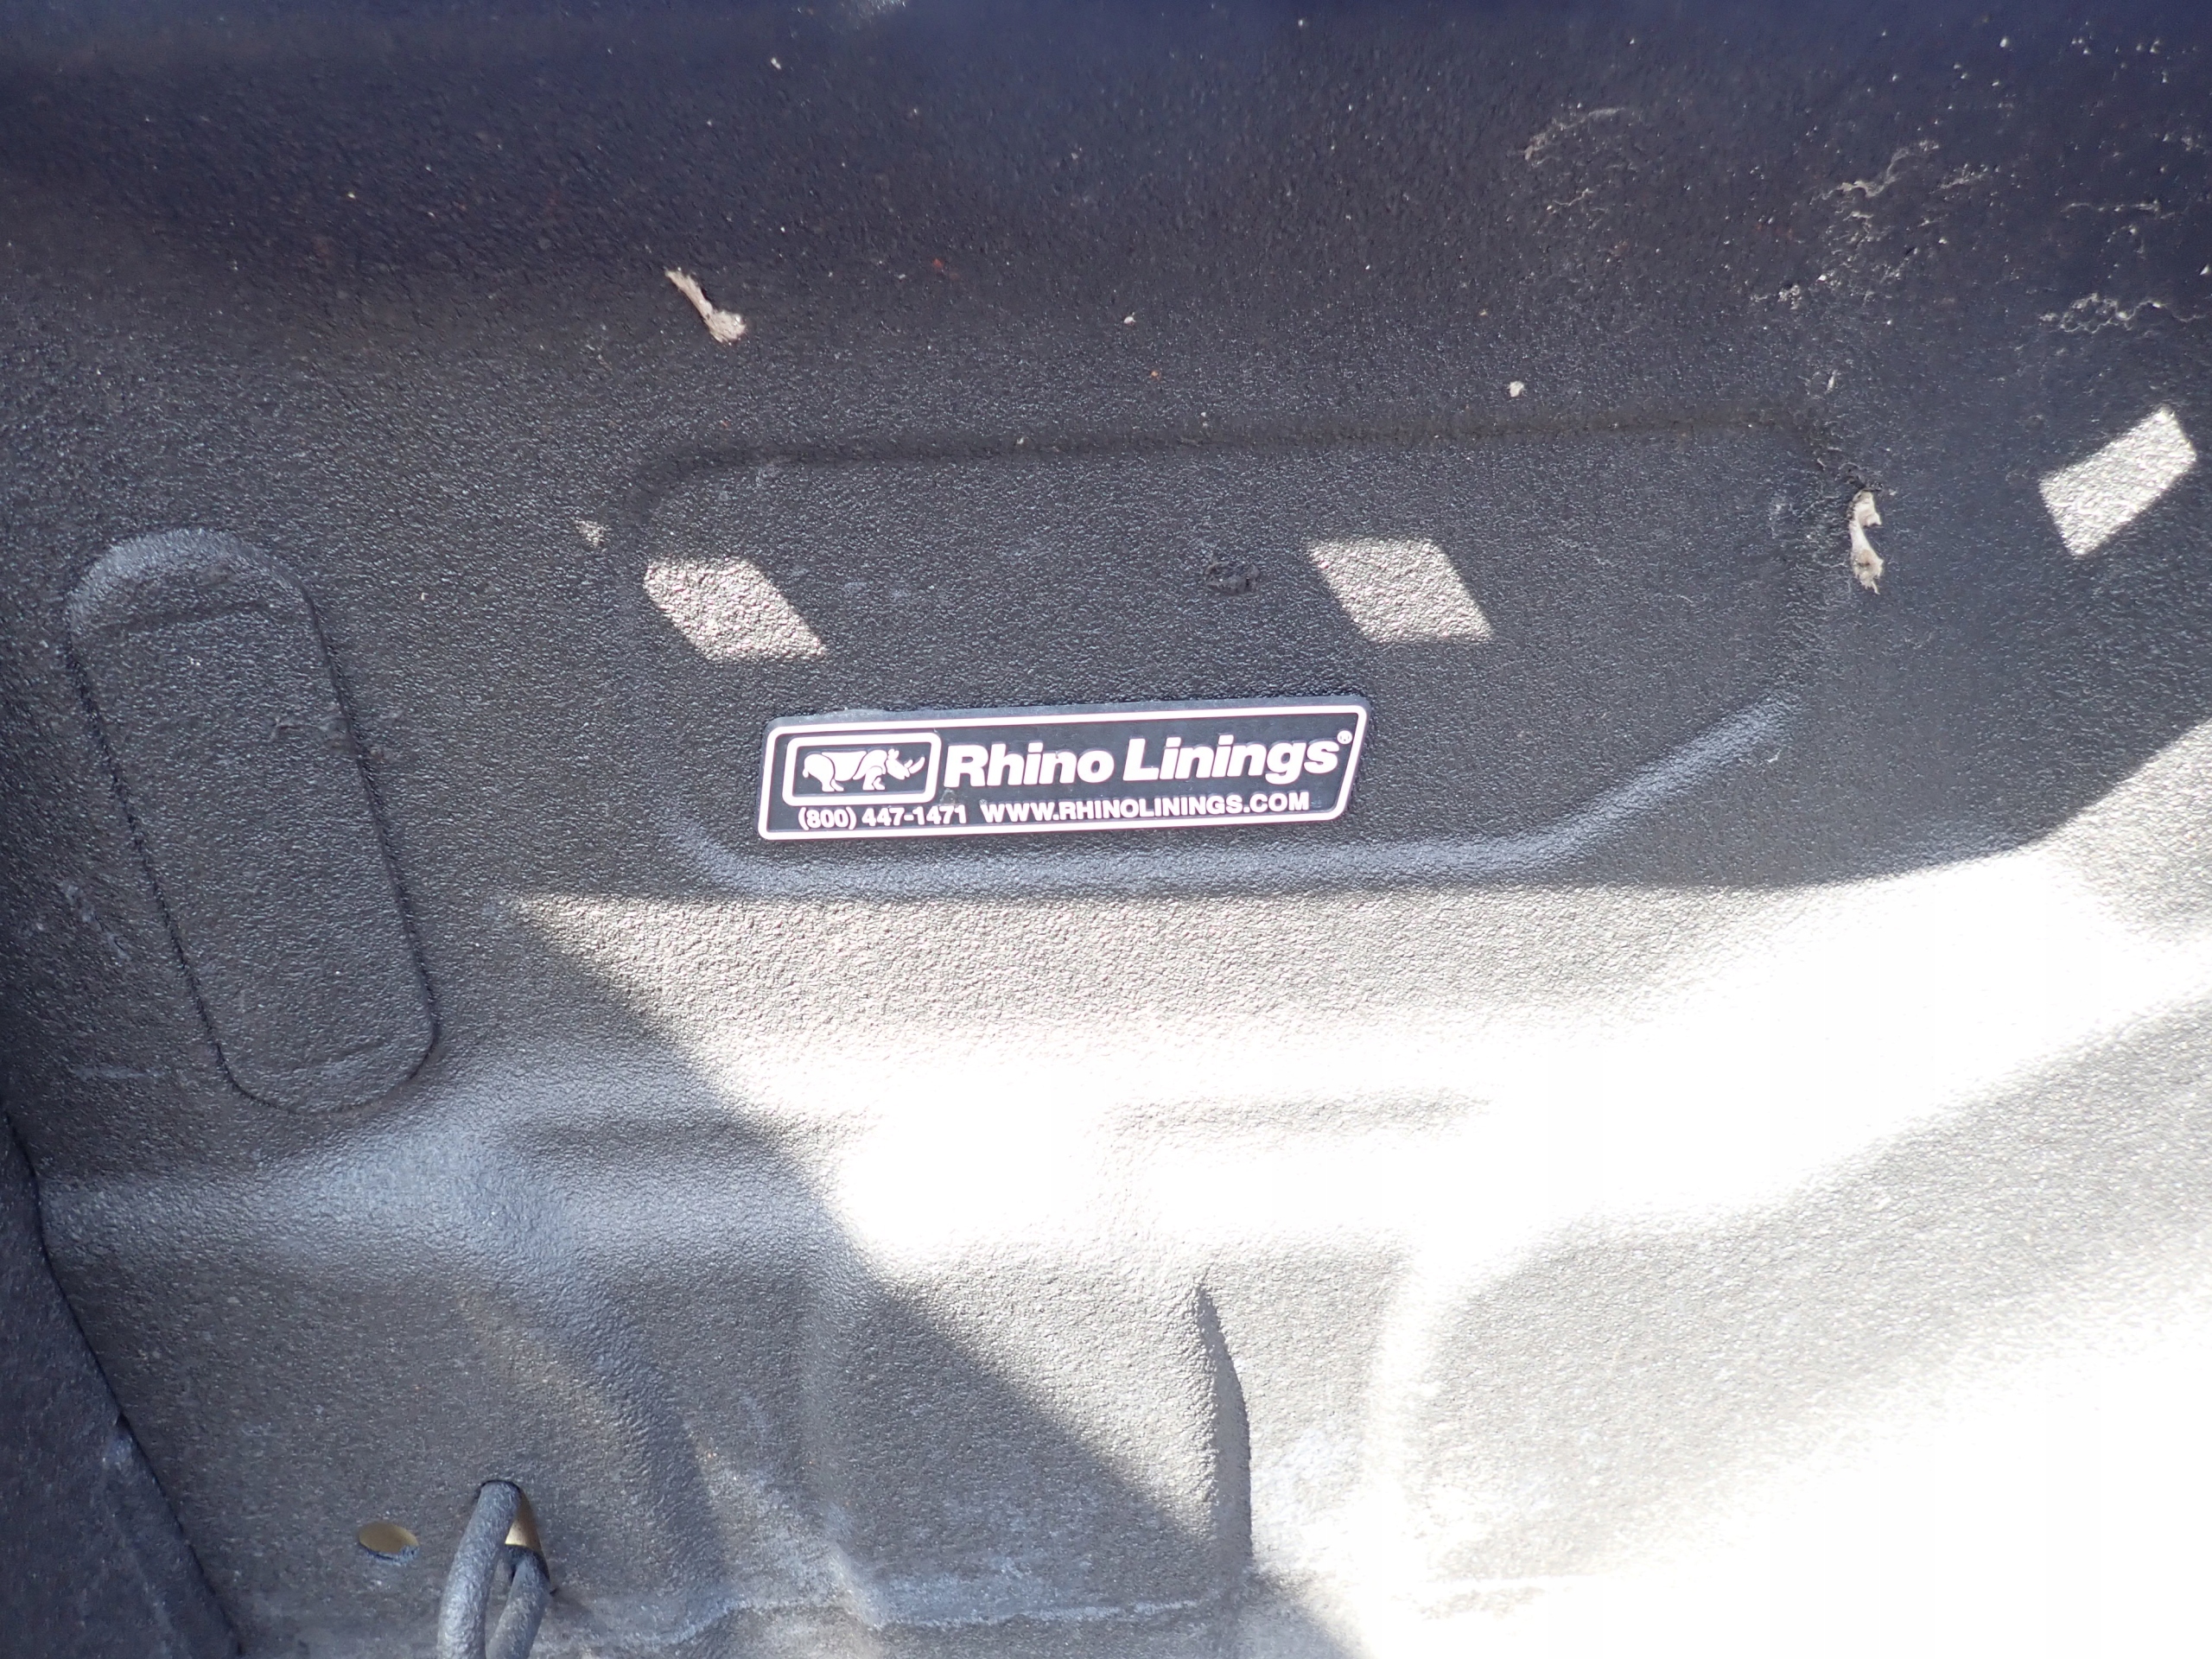 Rhino Linings®
(800) 447-1471 WWW.RHINOLININGS.COM